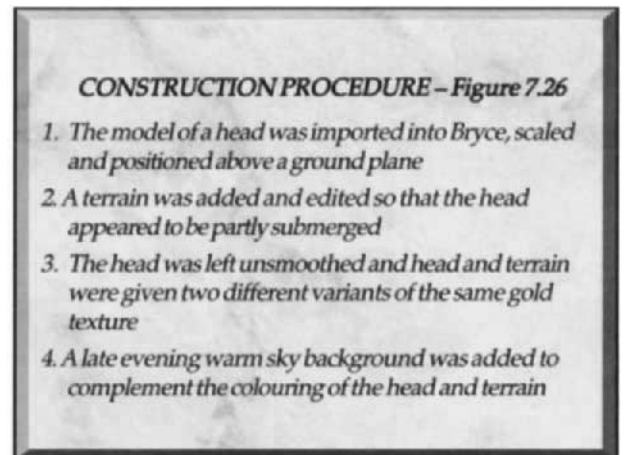 CONSTRUCTION PROCEDURE – Figure 7.26
1. The model of a head was imported into Bryce, scaled
and positioned above a ground plane
2. A terrain was added and edited so that the head
appeared to be partly submerged
3. The head was left unsmoothed and head and terrain
were given two different variants of the same gold
texture
4. A late evening warm sky background was added to
complement the colouring of the head and terrain